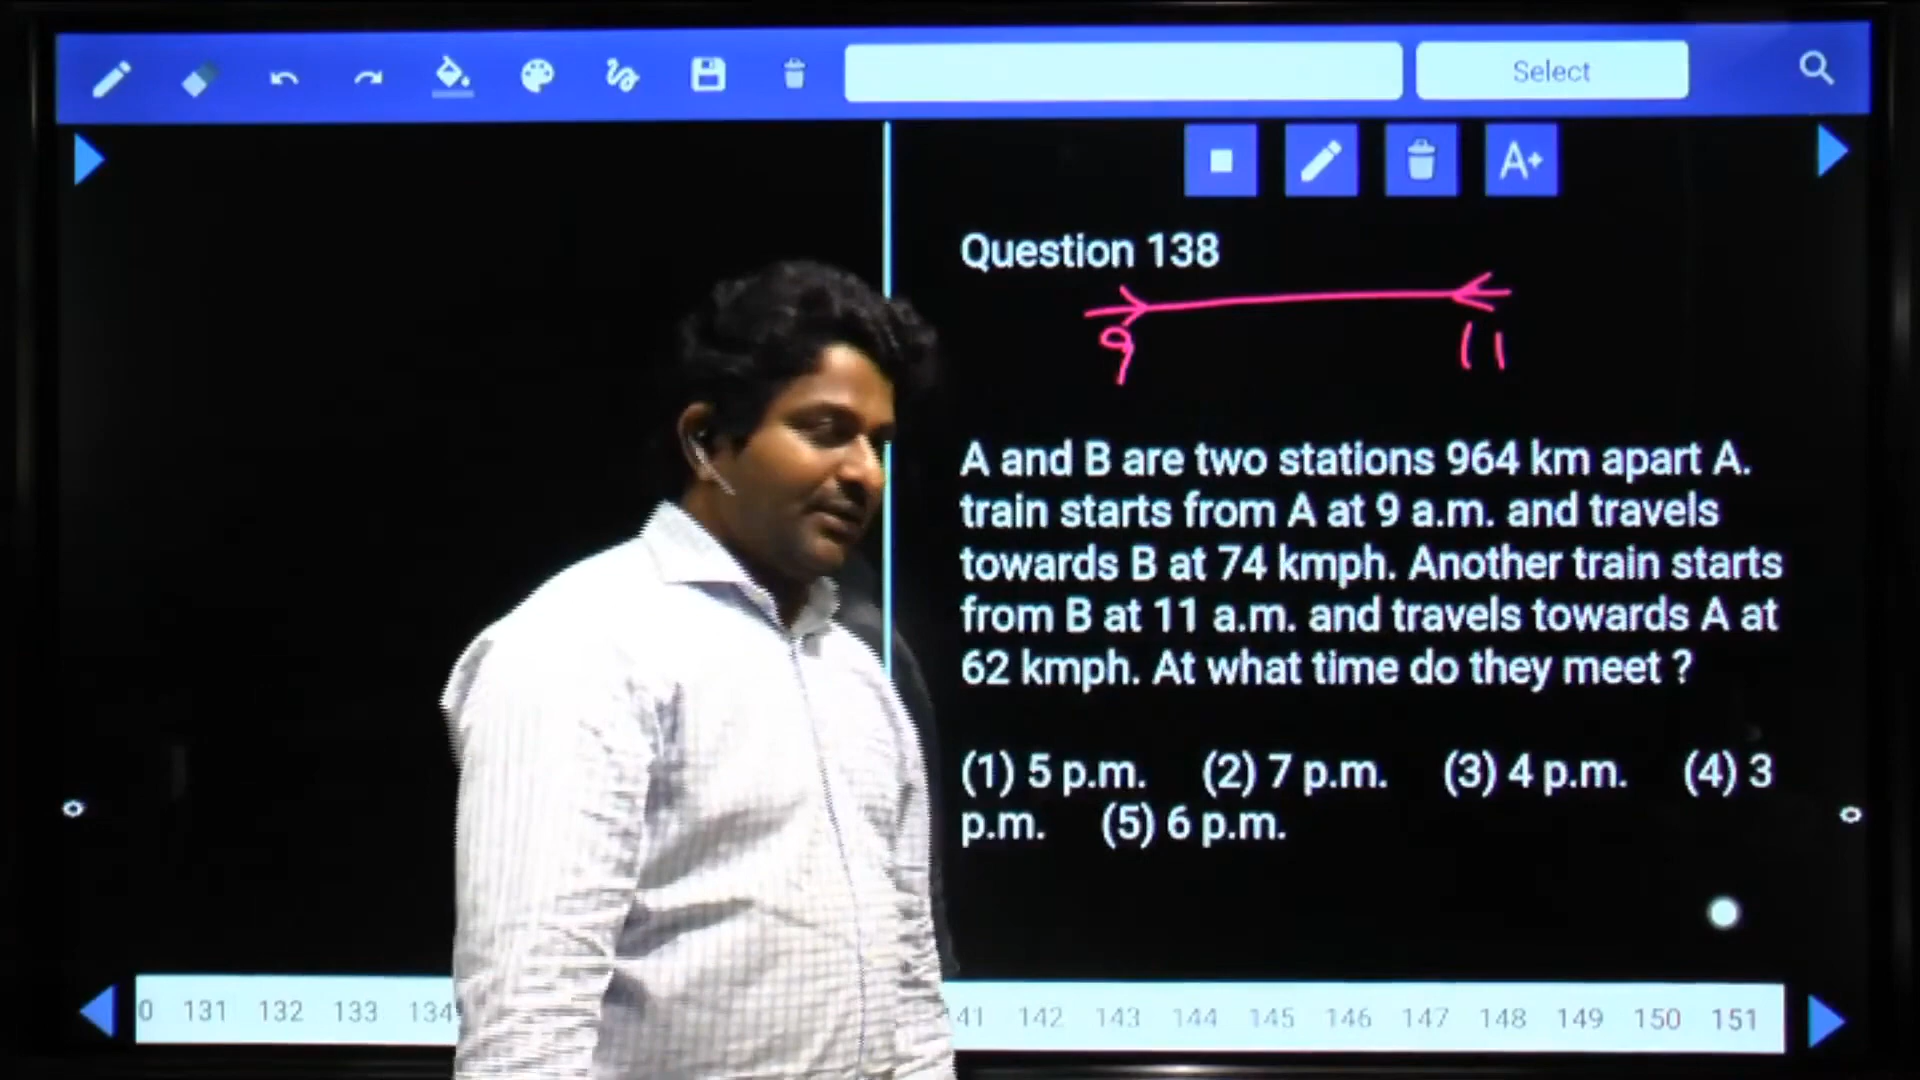 Select
A+
Question 138
9
11
A and B are two stations 964 km apart A.
train starts from A at 9 a.m. and travels
towards B at 74 kmph. Another train starts
from B at 11 a.m. and travels towards A at
62 kmph. At what time do they meet ?
(1) 5 p.m. (2) 7 p.m. (3) 4 p.m. (4) 3
p.m. (5) 6 p.m.
0 131 132 133 134 41 142 143 144 145 146 147 148 149 150 151